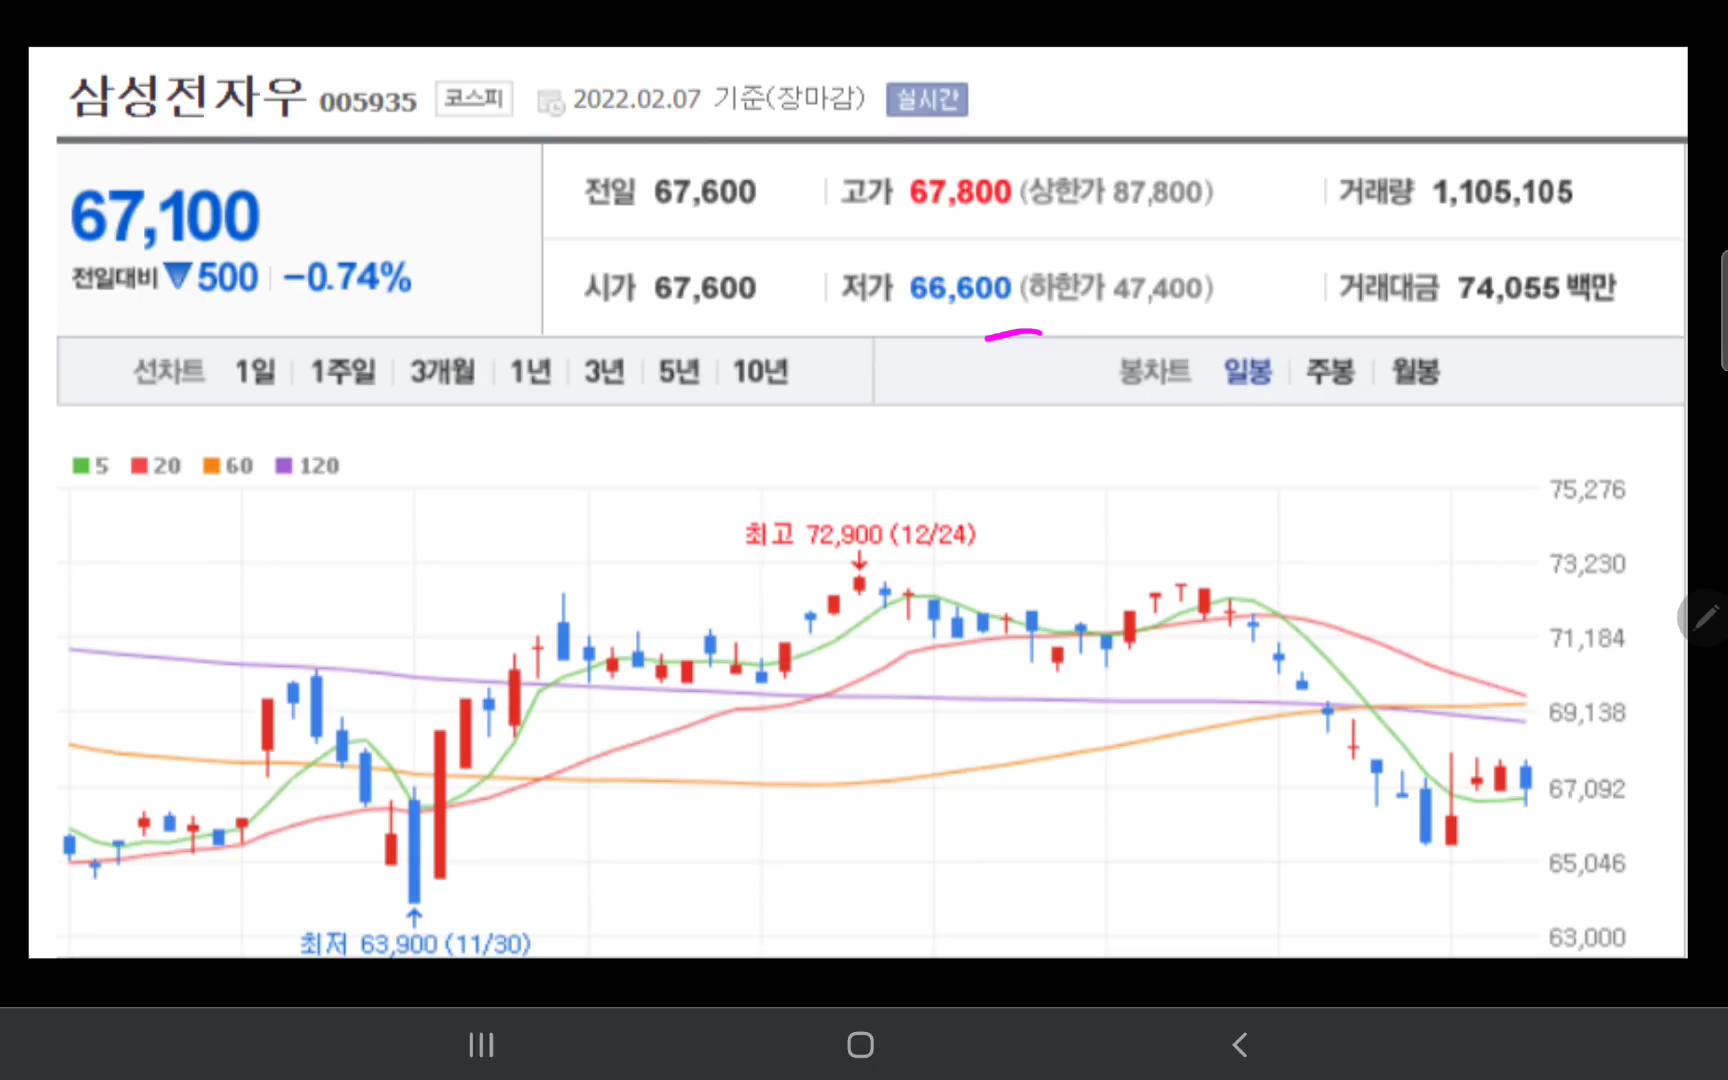 삼성전자우 005935 코스피 2022.02.07 기준(장마감) 실시간
67,100
전일대비 ▼500 -0.74%
전일 67,600 고가 67,800 (상한가 87,800) 거래량 1,105,105
시가 67,600 저가 66,600 (하한가 47,400) 거래대금 74,055 백만
선차트 1일 1주일 3개월 1년 3년 5년 10년 봉차트 일봉 주봉 월봉
5 20 60 120
75,276
최고 72,900 (12/24)
73,230
71,184
69,138
67,092
65,046
최저 63,900 (11/30)
63,000